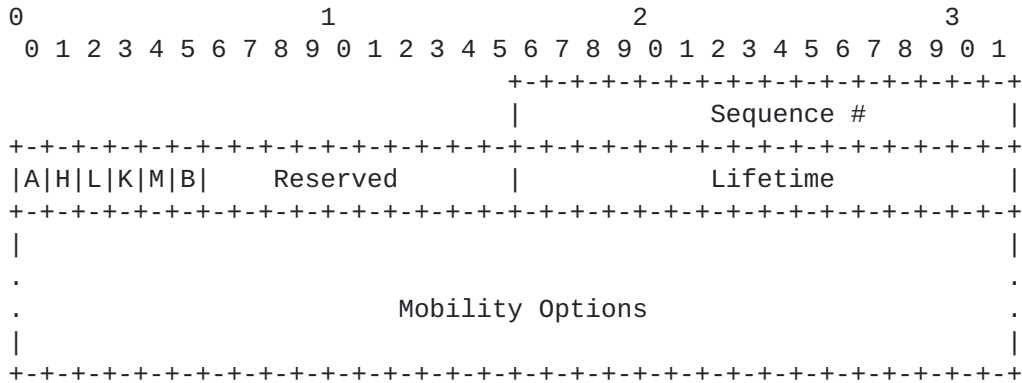 0                   1                   2                   3
 0 1 2 3 4 5 6 7 8 9 0 1 2 3 4 5 6 7 8 9 0 1 2 3 4 5 6 7 8 9 0 1
                                +-+-+-+-+-+-+-+-+-+-+-+-+-+-+-+-+
                                |            Sequence #         |
+-+-+-+-+-+-+-+-+-+-+-+-+-+-+-+-+-+-+-+-+-+-+-+-+-+-+-+-+-+-+-+-+
|A|H|L|K|M|B|    Reserved       |            Lifetime           |
+-+-+-+-+-+-+-+-+-+-+-+-+-+-+-+-+-+-+-+-+-+-+-+-+-+-+-+-+-+-+-+-+
|                                                               |
.                                                               .
.                        Mobility Options                       .
|                                                               |
+-+-+-+-+-+-+-+-+-+-+-+-+-+-+-+-+-+-+-+-+-+-+-+-+-+-+-+-+-+-+-+-+